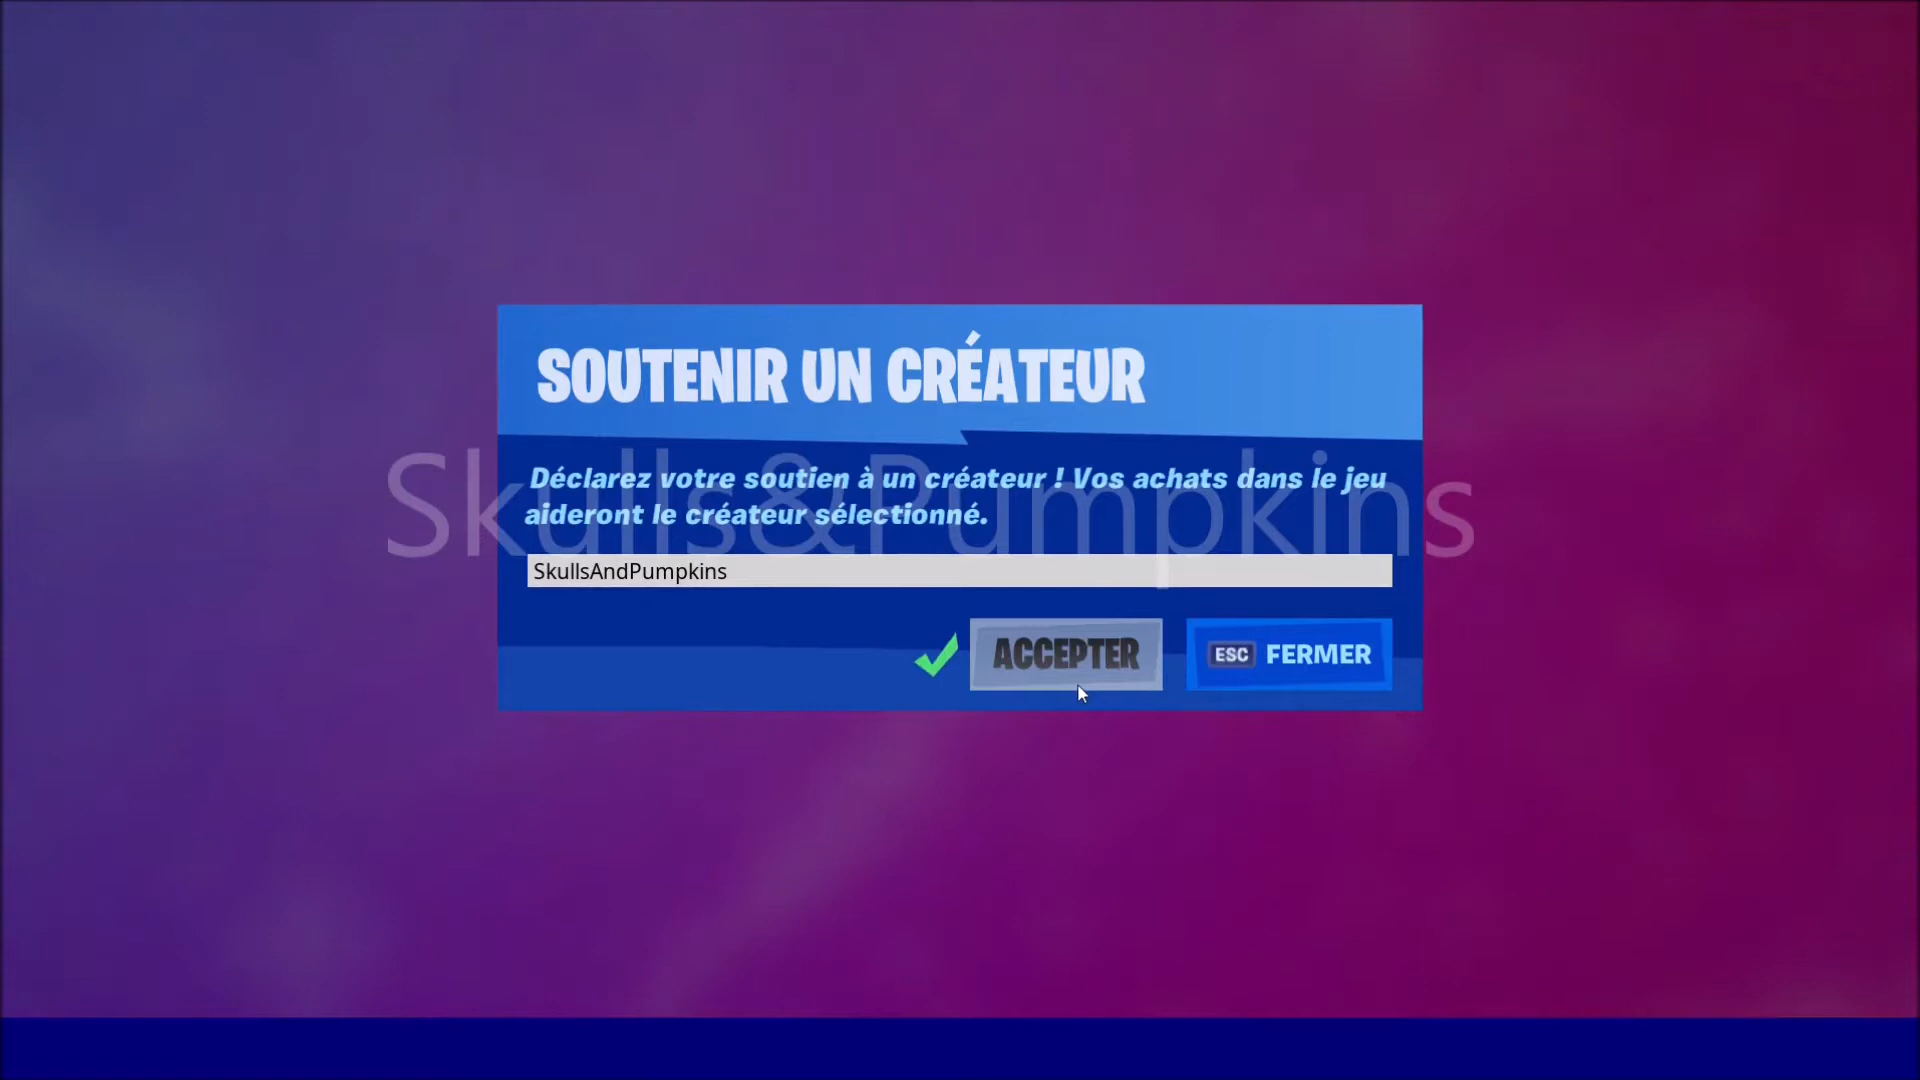 SOUTENIR UN CRÉATEUR
Déclarez votre soutien à un créateur ! Vos achats dans le jeu
aideront le créateur sélectionné.
Skulls&Pumpkins
SkullsAndPumpkins
ACCEPTER
ESC FERMER